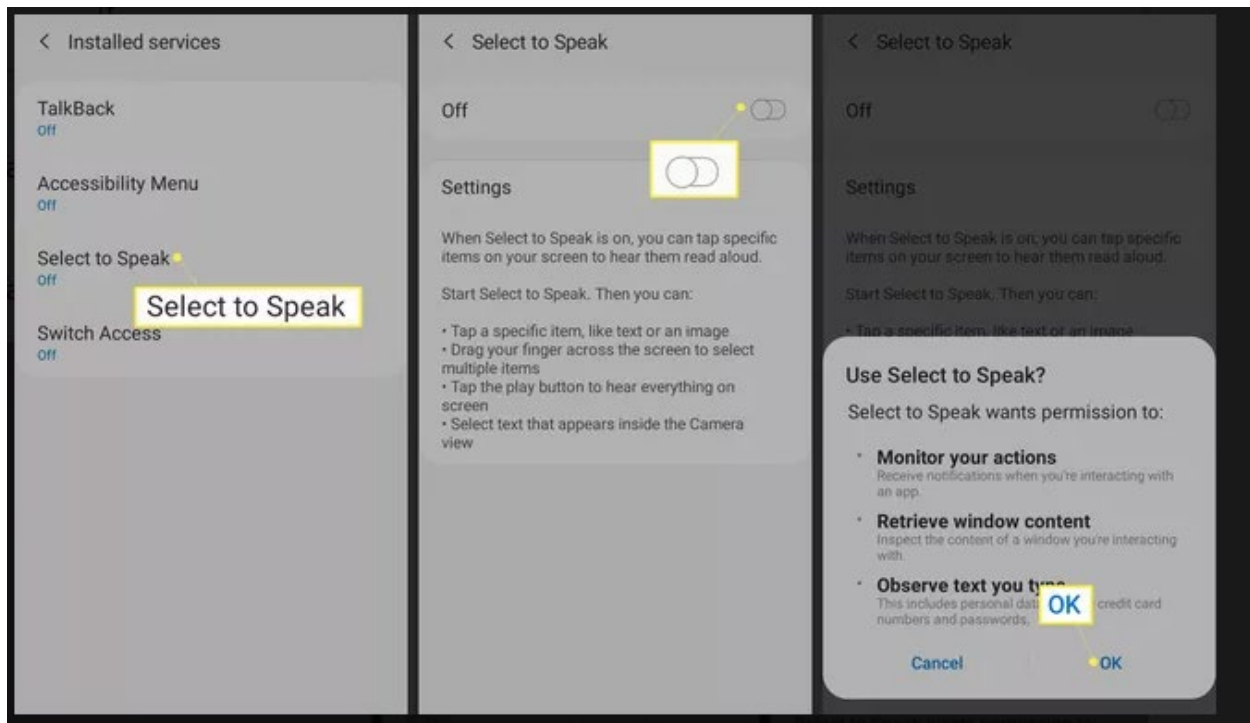 Installed services
TalkBack
Off
Accessibility Menu
Off
Select to Speak
Off
Select to Speak
Switch Access
Off
Select to Speak
Off
Settings
When Select to Speak is on, you can tap specific
items on your screen to hear them read aloud.
Start Select to Speak. Then you can:
• Tap a specific item, like text or an image
• Drag your finger across the screen to select
multiple items
• Tap the play button to hear everything on
screen
• Select text that appears inside the Camera
view
Select to Speak
Off
Settings
When Select to Speak is on, you can tap specific
items on your screen to hear them read aloud.
Start Select to Speak. Then you can:
• Tap a specific item, like text or an image
Use Select to Speak?
Select to Speak wants permission to:
• Monitor your actions
Receive notifications when you're interacting with
an app.
• Retrieve window content
Inspect the content of a window you're interacting
with.
• Observe text you type
This includes personal data credit card
numbers and passwords.
OK
Cancel OK